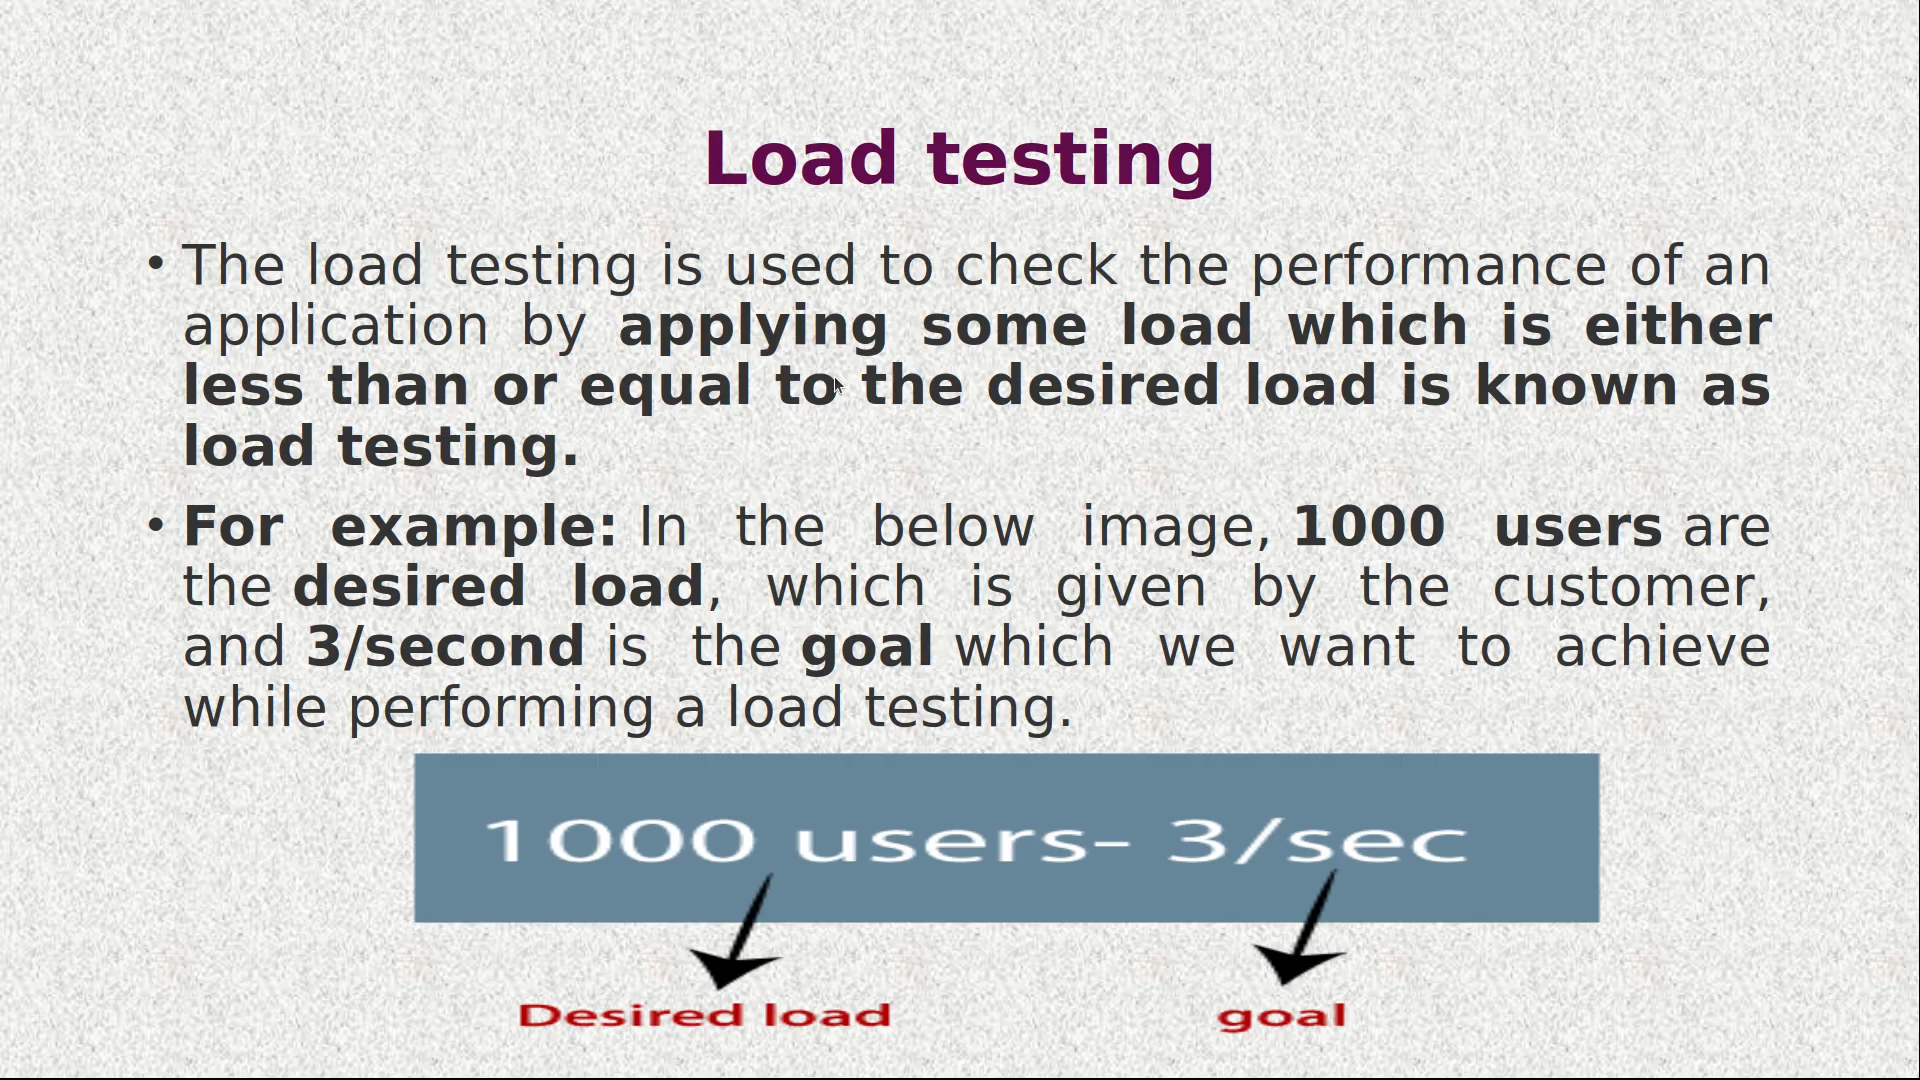 Load testing
• The load testing is used to check the performance of an
application by applying some load which is either
less than or equal to the desired load is known as
load testing.
• For example: In the below image, 1000 users are
the desired load, which is given by the customer,
and 3/second is the goal which we want to achieve
while performing a load testing.
1000 users– 3/sec
Desired load goal